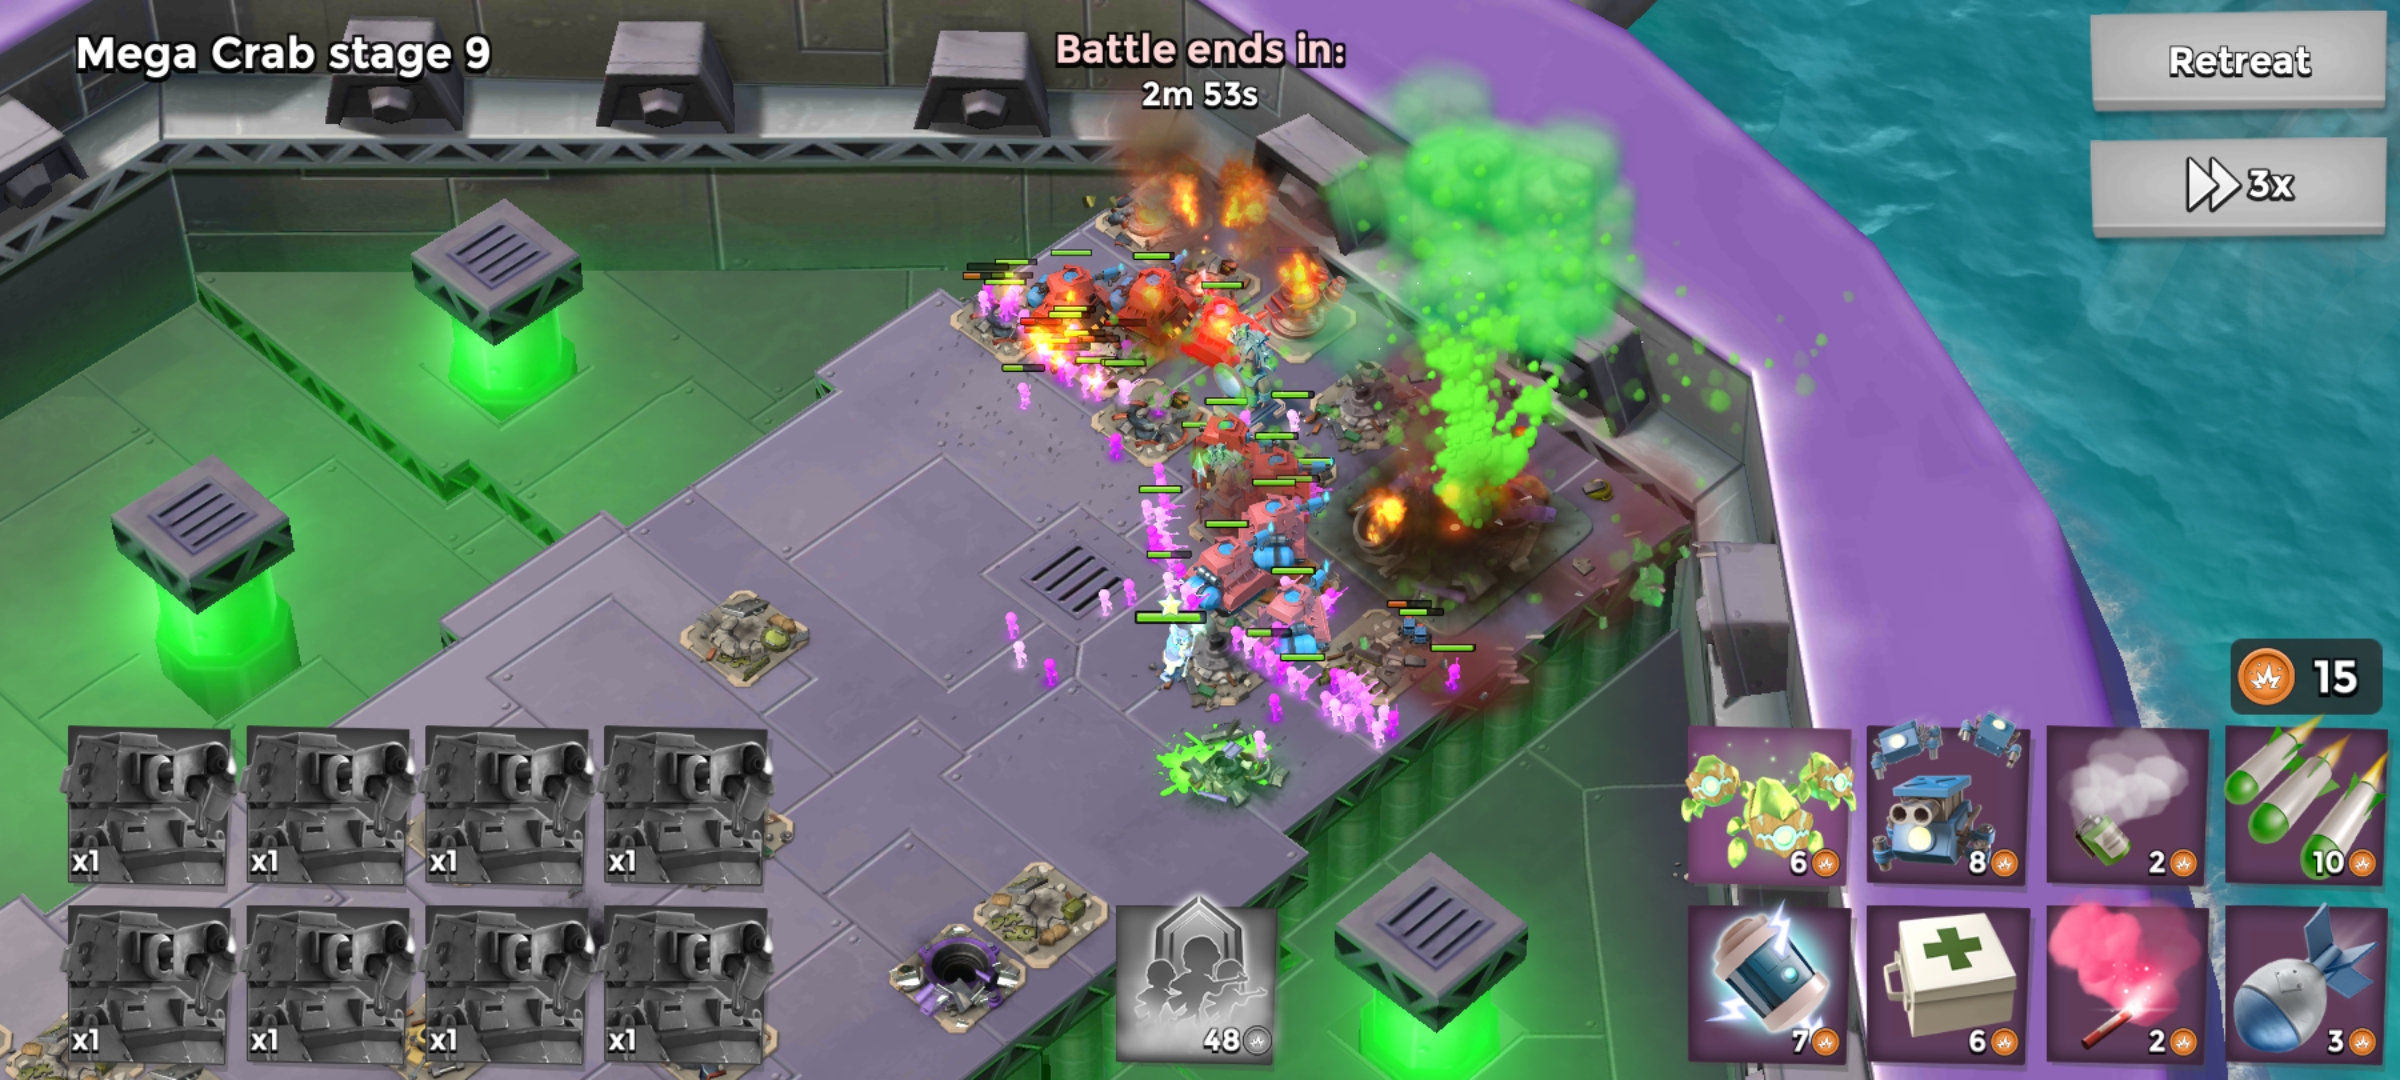 Mega Crab stage 9
Battle ends in:
2m 53s
Retreat
3x
15
x1 x1 x1 x1
6 8 2 10
x1 x1 x1 x1
48
7 6 2 3